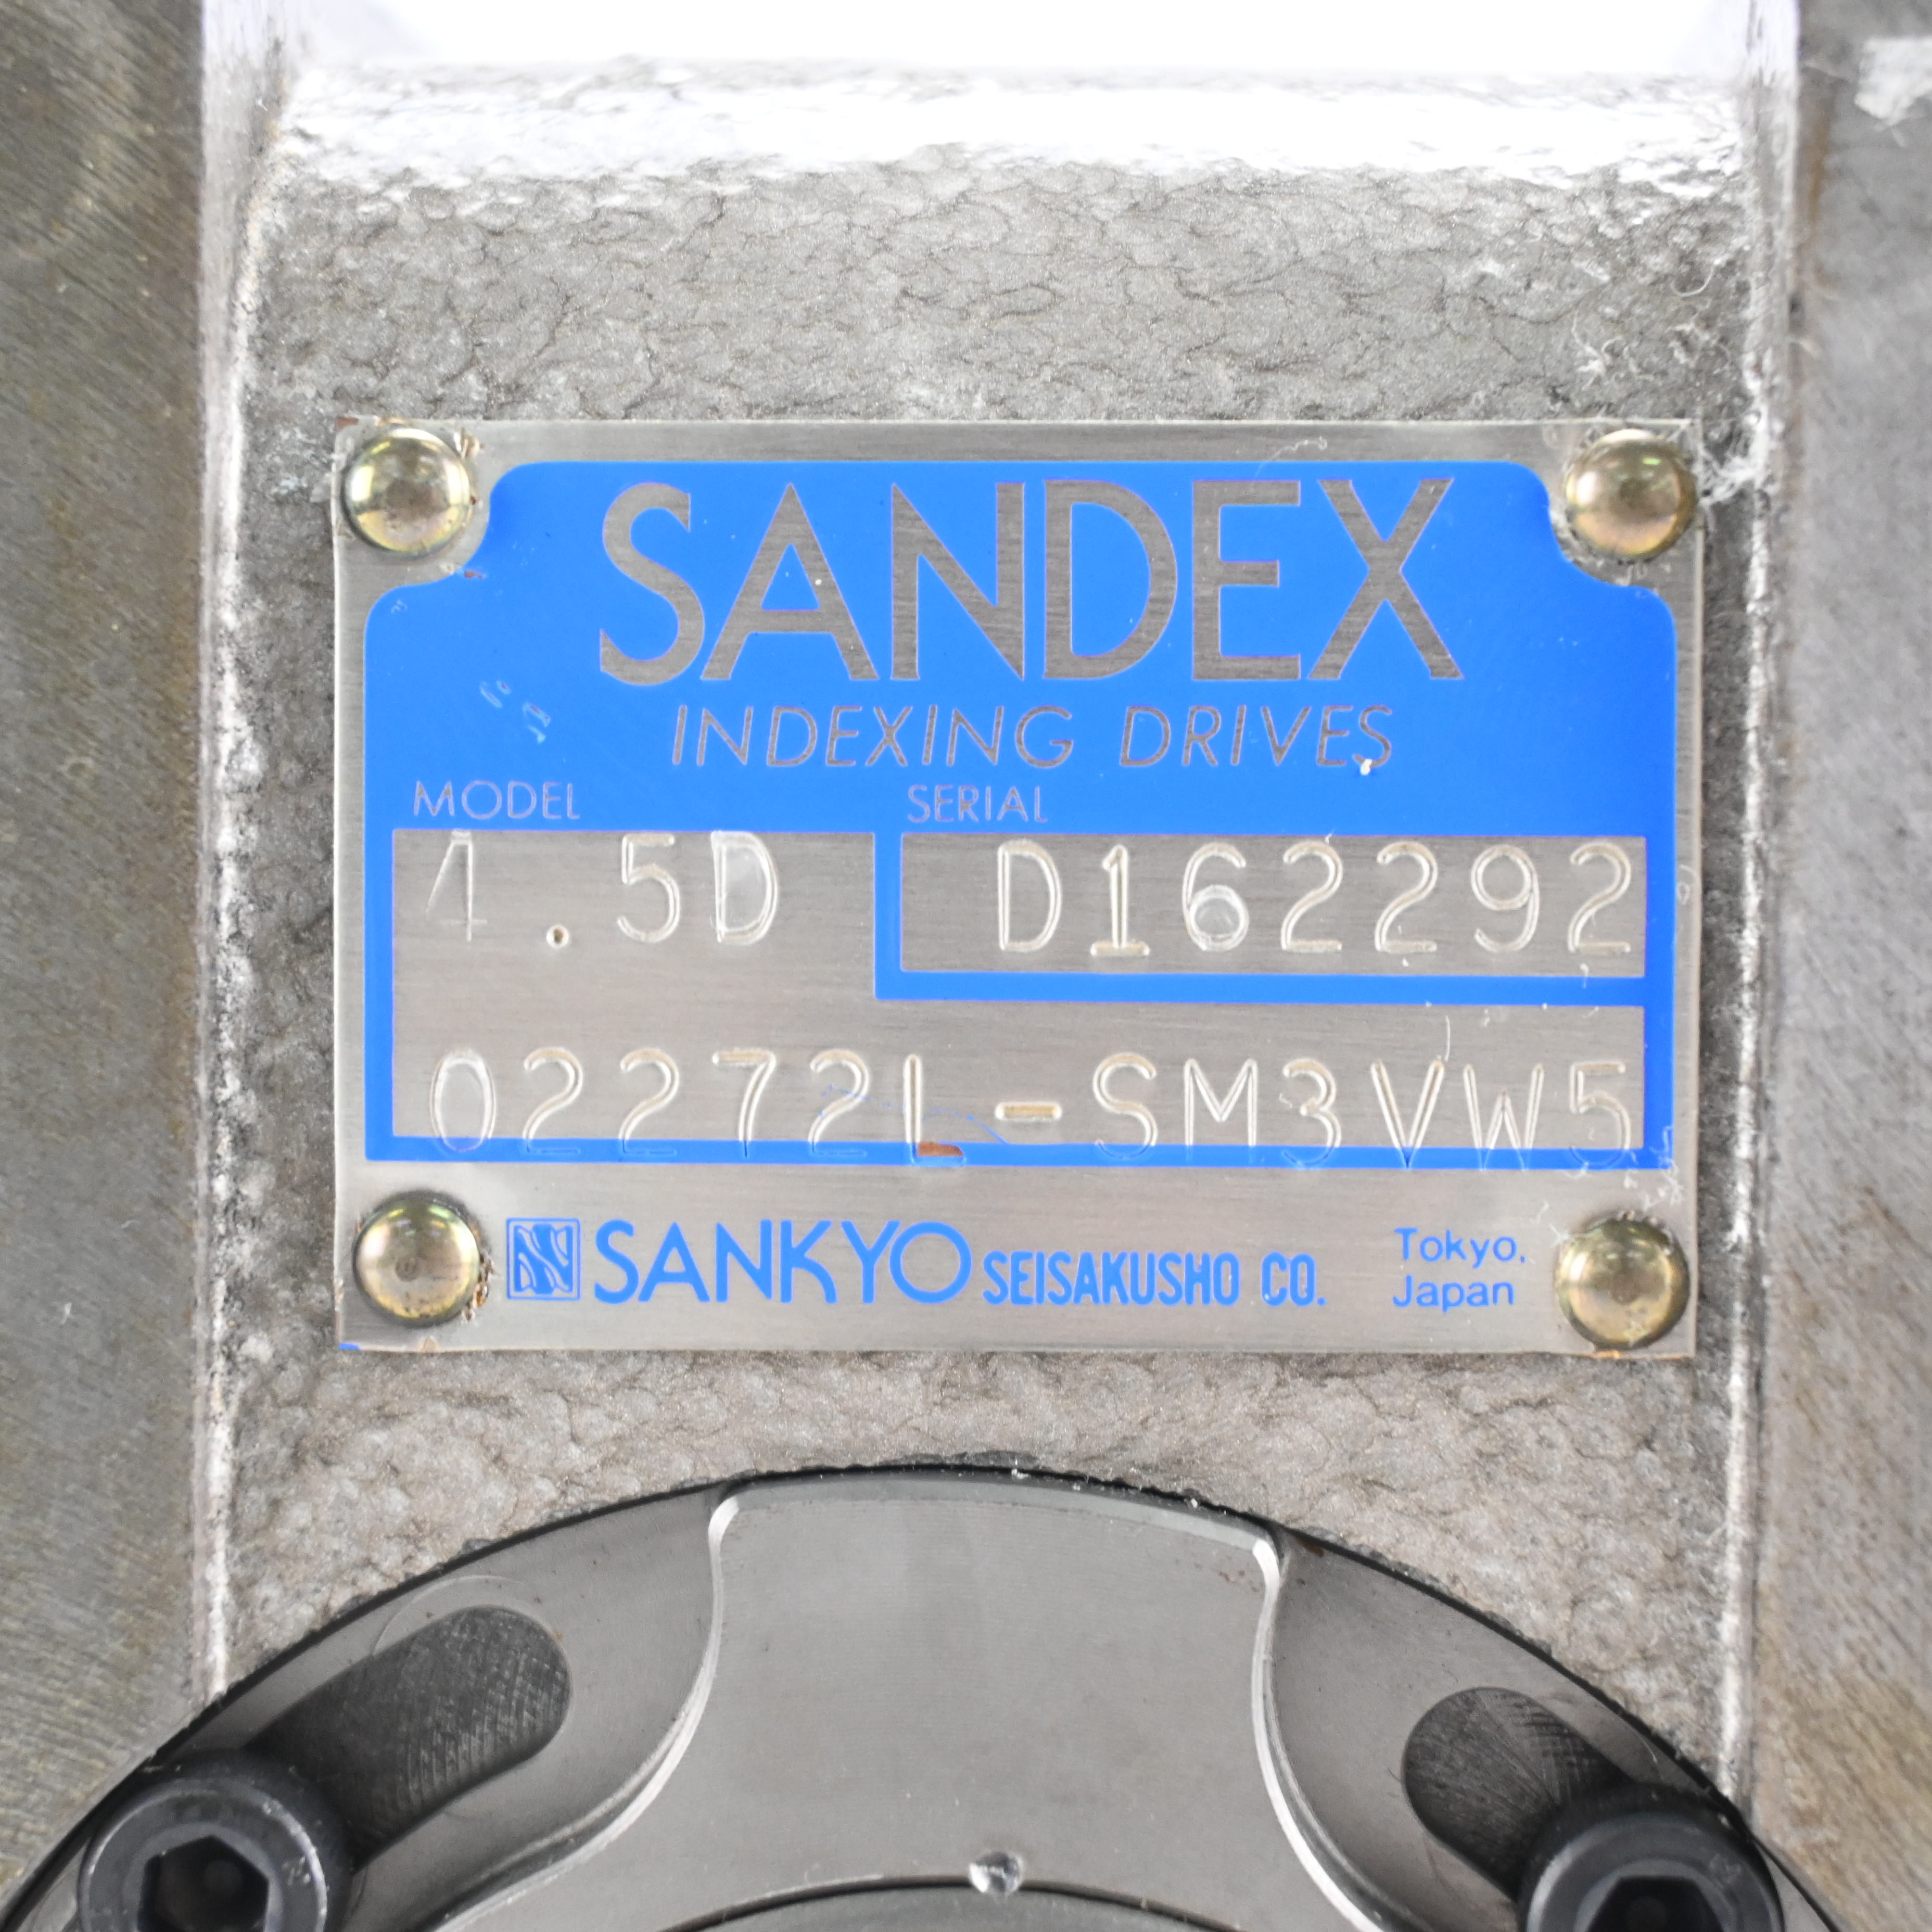 SANDEX
INDEXING DRIVES
MODEL SERIAL
4.5D D162292
02272L-SM3VW5
SANKYO SEISAKUSHO CO. Tokyo, Japan